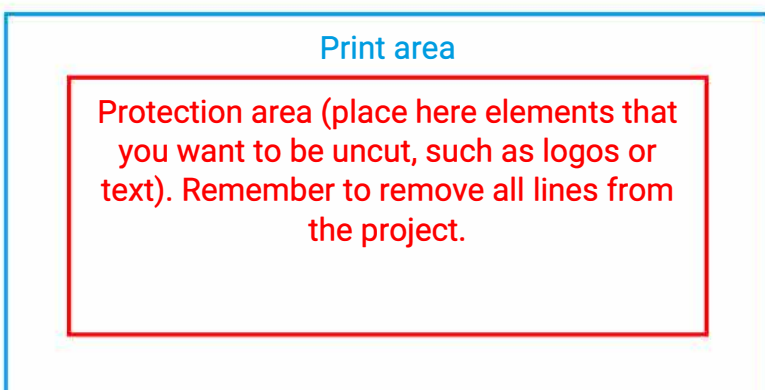 Print area
Protection area (place here elements that
you want to be uncut, such as logos or
text). Remember to remove all lines from
the project.